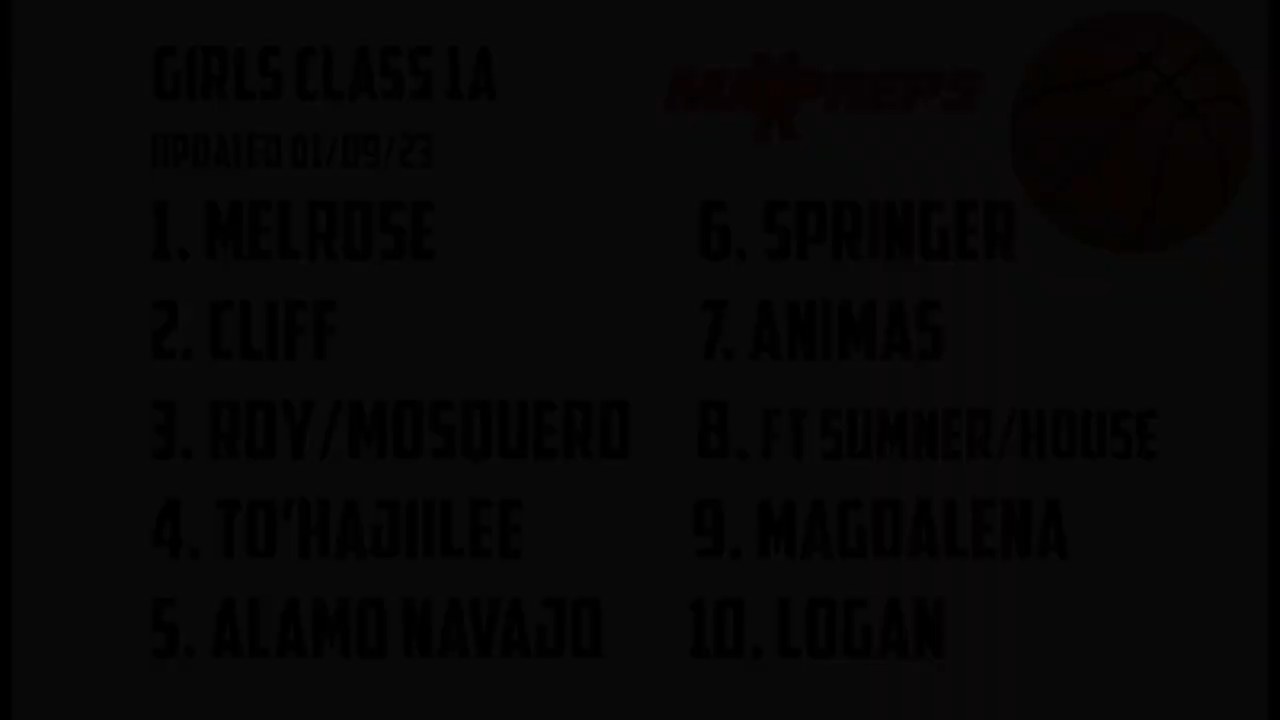 GIRLS CLASS 1A
UPDATED 01/09/23
1. MELROSE
2. CLIFF
3. ROY/MOSQUERO
4. TO'HAJIILEE
5. ALAMO NAVAJO
6. SPRINGER
7. ANIMAS
8. FT SUMNER/HOUSE
9. MAGDALENA
10. LOGAN